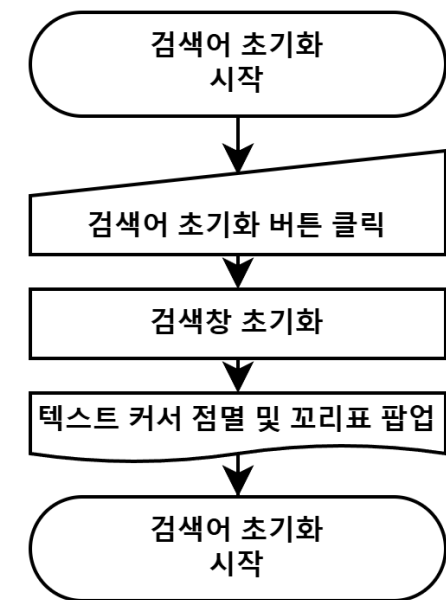 검색어 초기화
시작
검색어 초기화 버튼 클릭
검색창 초기화
텍스트 커서 점멸 및 꼬리표 팝업
검색어 초기화
시작